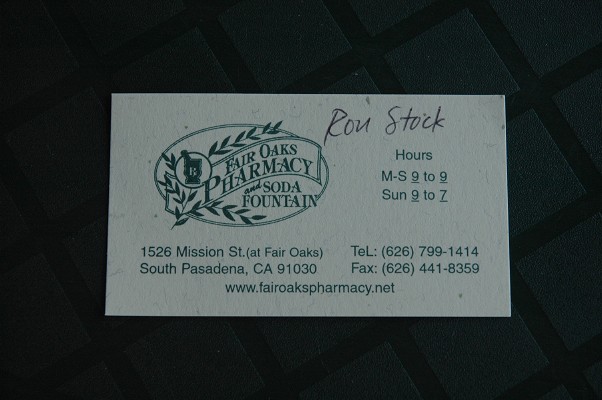 Ron Stock
FAIR OAKS
PHARMACY
and SODA
FOUNTAIN
Hours
M-S 9 to 9
Sun 9 to 7
1526 Mission St.(at Fair Oaks)
South Pasadena, CA 91030
TeL: (626) 799-1414
Fax: (626) 441-8359
www.fairoakspharmacy.net